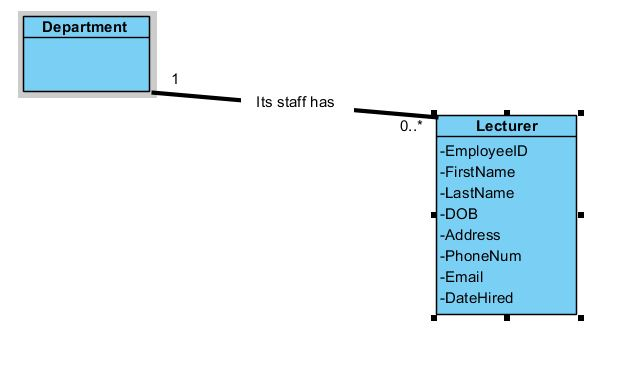 Department
1
Its staff has
0..*
Lecturer
-EmployeeID
-FirstName
-LastName
-DOB
-Address
-PhoneNum
-Email
-DateHired